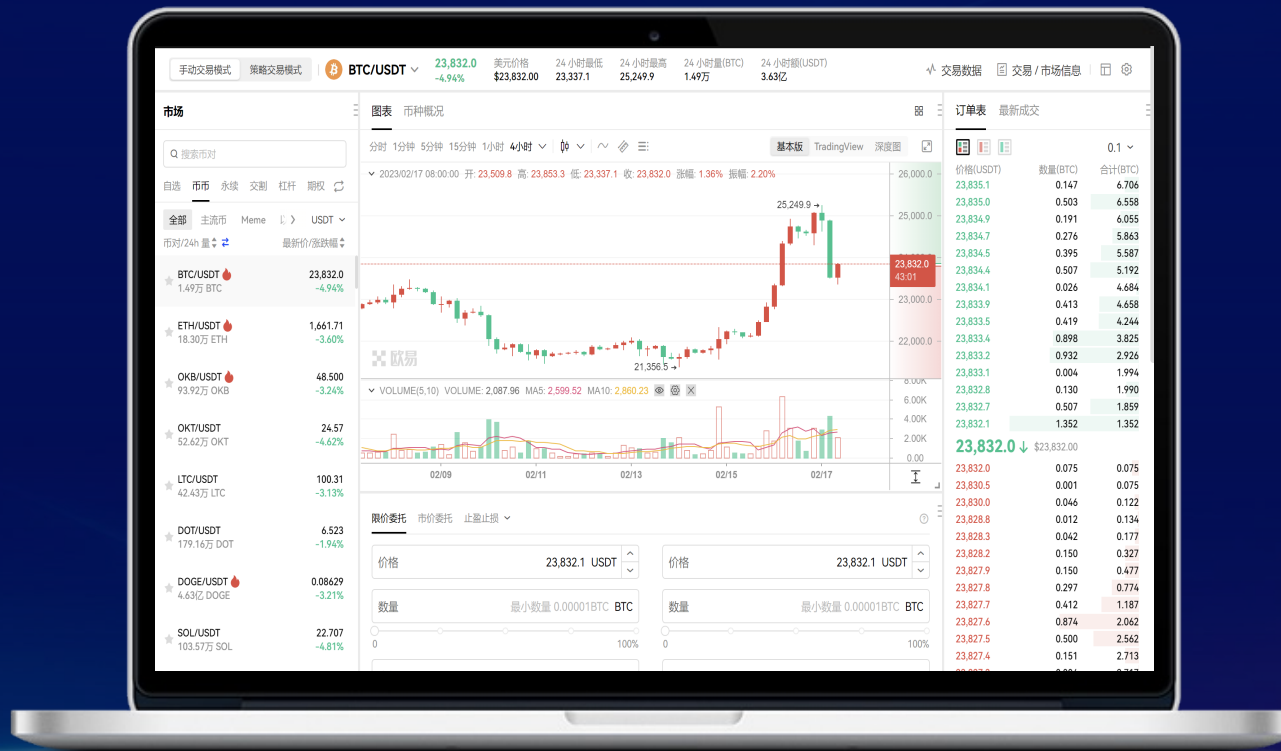 手动交易模式 策略交易模式 BTC/USDT 23,832.0 -4.94% 美元价格 $23,832.00 24 小时最低 23,337.1 24 小时最高 25,249.9 24 小时量(BTC) 1.49万 24 小时额(USDT) 3.63亿 交易数据 交易 / 市场信息
市场
搜索币对
自选 币币 永续 交割 杠杆 期权
全部 主流币 Meme USDT
币对/24h 量 最新价/涨跌幅
BTC/USDT 23,832.0
1.49万 BTC -4.94%
ETH/USDT 1,661.71
18.30万 ETH -3.60%
OKB/USDT 48.500
93.92万 OKB -3.24%
OKT/USDT 24.57
52.62万 OKT -4.62%
LTC/USDT 100.31
42.43万 LTC -3.13%
DOT/USDT 6.523
179.16万 DOT -1.94%
DOGE/USDT 0.08629
4.63亿 DOGE -3.21%
SOL/USDT 22.707
103.57万 SOL -4.81%
图表 币种概况
分时 1分钟 5分钟 15分钟 1小时 4小时 基本版 TradingView 深度图
2023/02/17 08:00:00 开: 23,509.8 高: 23,853.3 低: 23,337.1 收: 23,832.0 涨幅: 1.36% 振幅: 2.20%
26,000.0
25,249.9
25,000.0
23,832.0
43:01
23,000.0
22,000.0
欧易
21,356.5
VOLUME(5,10) VOLUME: 2,087.96 MA5: 2,599.52 MA10: 2,860.23
8.00K
6.00K
4.00K
2.00K
0.00
02/09 02/11 02/13 02/15 02/17
限价委托 市价委托 止盈止损
价格 23,832.1 USDT 价格 23,832.1 USDT
数量 最小数量 0.00001BTC BTC 数量 最小数量 0.00001BTC BTC
0 100% 0 100%
订单表 最新成交
0.1
价格(USDT) 数量(BTC) 合计(BTC)
23,835.1 0.147 6.706
23,835.0 0.503 6.558
23,834.9 0.191 6.055
23,834.7 0.276 5.863
23,834.5 0.395 5.587
23,834.4 0.507 5.192
23,834.1 0.026 4.684
23,833.9 0.413 4.658
23,833.5 0.419 4.244
23,833.4 0.898 3.825
23,833.2 0.932 2.926
23,833.1 0.004 1.994
23,832.8 0.130 1.990
23,832.7 0.507 1.859
23,832.1 1.352 1.352
23,832.0 $23,832.00
23,832.0 0.075 0.075
23,830.5 0.001 0.075
23,830.0 0.046 0.122
23,828.8 0.012 0.134
23,828.3 0.042 0.177
23,828.2 0.150 0.327
23,827.9 0.150 0.477
23,827.8 0.297 0.774
23,827.7 0.412 1.187
23,827.6 0.874 2.062
23,827.5 0.500 2.562
23,827.4 0.151 2.713